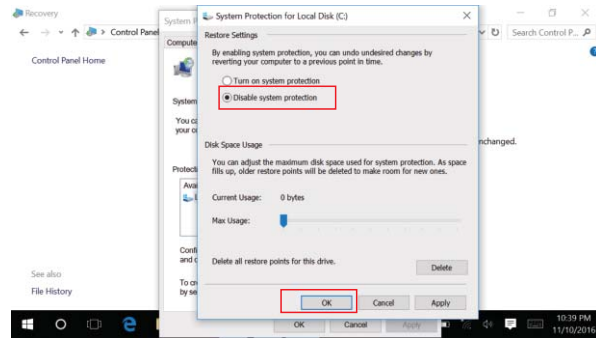 Recovery
Control Panel
Search Control P...
Control Panel Home
See also
File History
System P
Compute
System
You ca
your o
Protect
Ava
Confi
and d
To cr
by se
nchanged.
OK Cancel Apply
System Protection for Local Disk (C:)
Restore Settings
By enabling system protection, you can undo undesired changes by
reverting your computer to a previous point in time.
Turn on system protection
Disable system protection
Disk Space Usage
You can adjust the maximum disk space used for system protection. As space
fills up, older restore points will be deleted to make room for new ones.
Current Usage: 0 bytes
Max Usage:
Delete all restore points for this drive.
Delete
OK Cancel Apply
10:39 PM
11/10/2016